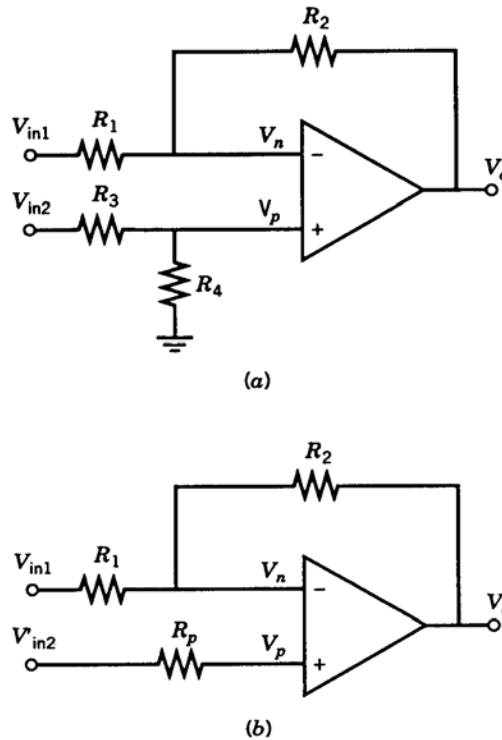 R2
Vin1
R1
Vn
−
Vin2
R3
Vp
+
R4
(a)
R2
Vin1
R1
Vn
−
V'in2
Rp
Vp
+
(b)